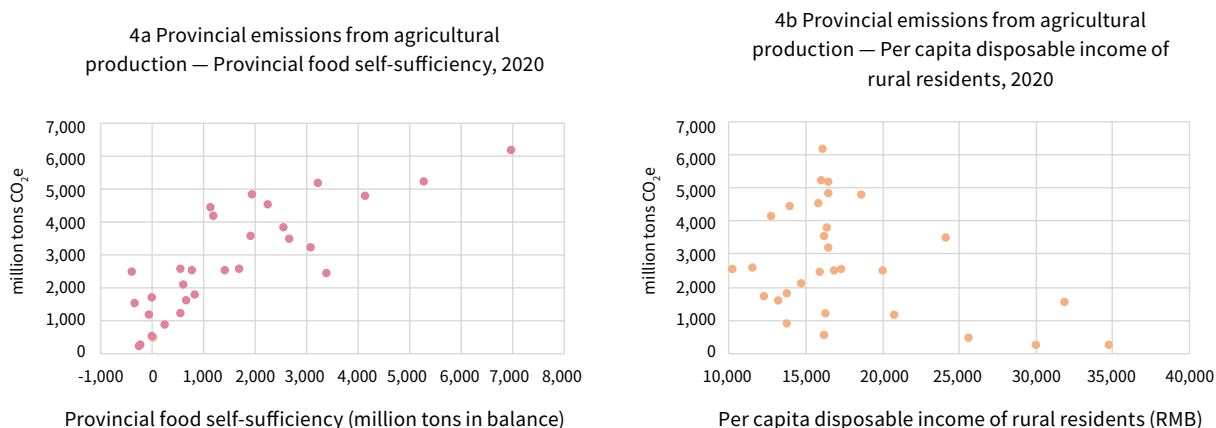 4a Provincial emissions from agricultural
production — Provincial food self-sufficiency, 2020
7,000
6,000
5,000
4,000
3,000
2,000
1,000
0
million tons CO₂e
-1,000 0 1,000 2,000 3,000 4,000 5,000 6,000 7,000 8,000
Provincial food self-sufficiency (million tons in balance)
4b Provincial emissions from agricultural
production — Per capita disposable income of
rural residents, 2020
7,000
6,000
5,000
4,000
3,000
2,000
1,000
0
million tons CO₂e
10,000 15,000 20,000 25,000 30,000 35,000 40,000
Per capita disposable income of rural residents (RMB)